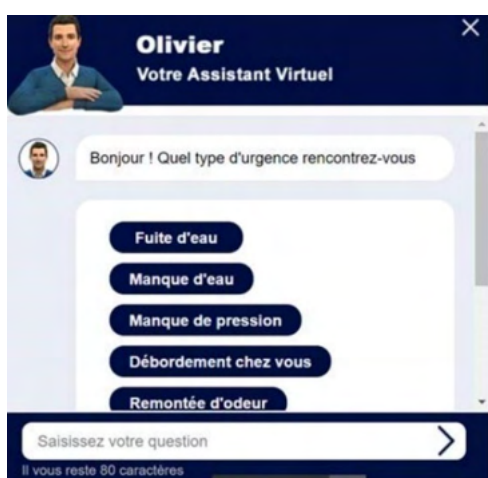 Olivier
Votre Assistant Virtuel
Bonjour ! Quel type d'urgence rencontrez-vous
Fuite d'eau
Manque d'eau
Manque de pression
Débordement chez vous
Remontée d'odeur
Saisissez votre question
Il vous reste 80 caractères